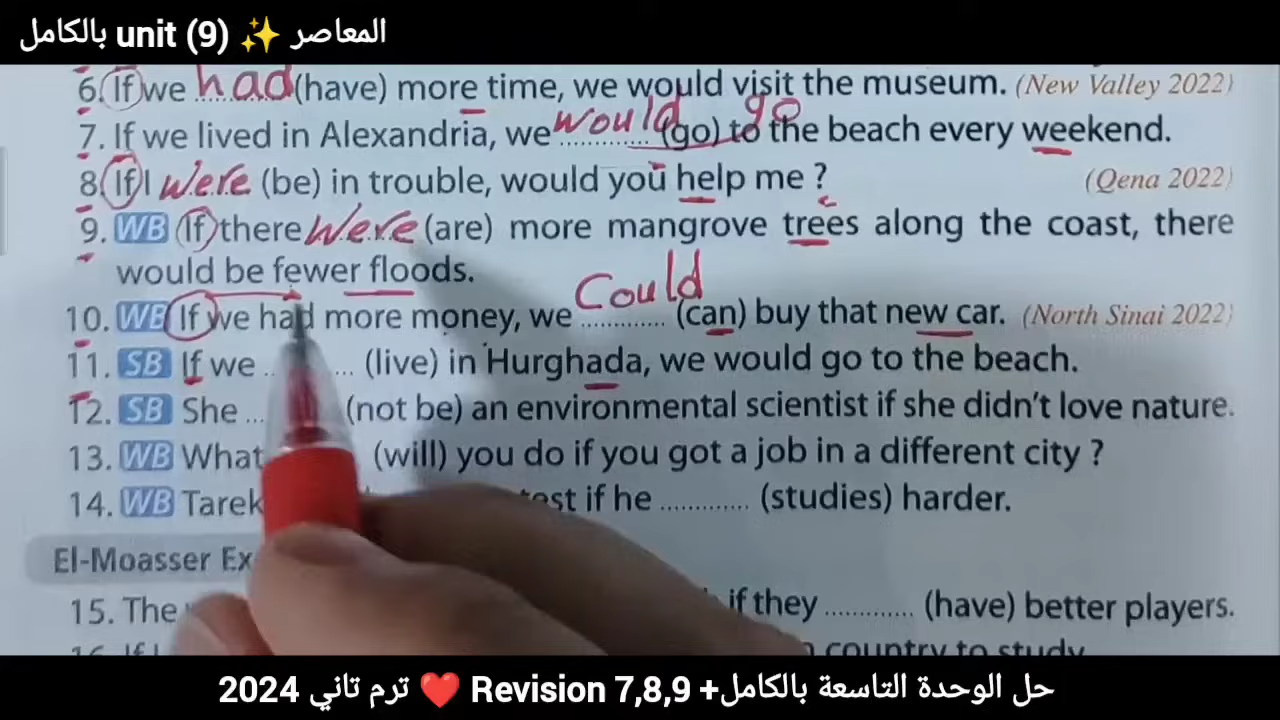 المعاصر ✨ unit (9) بالكامل
6. If we had (have) more time, we would visit the museum. (New Valley 2022)
7. If we lived in Alexandria, we would go (go) to the beach every weekend.
8. If I were (be) in trouble, would you help me ? (Qena 2022)
9. WB If there were (are) more mangrove trees along the coast, there
would be fewer floods.
10. WB If we had more money, we Could (can) buy that new car. (North Sinai 2022)
11. SB If we ........ (live) in Hurghada, we would go to the beach.
12. SB She ... (not be) an environmental scientist if she didn't love nature.
13. WB What (will) you do if you got a job in a different city ?
14. WB Tarek test if he ............. (studies) harder.
El-Moasser Ex
15. The if they ............. (have) better players.
16. If I country to study
حل الوحدة التاسعة بالكامل+ Revision 7,8,9 ❤️ ترم تاني 2024